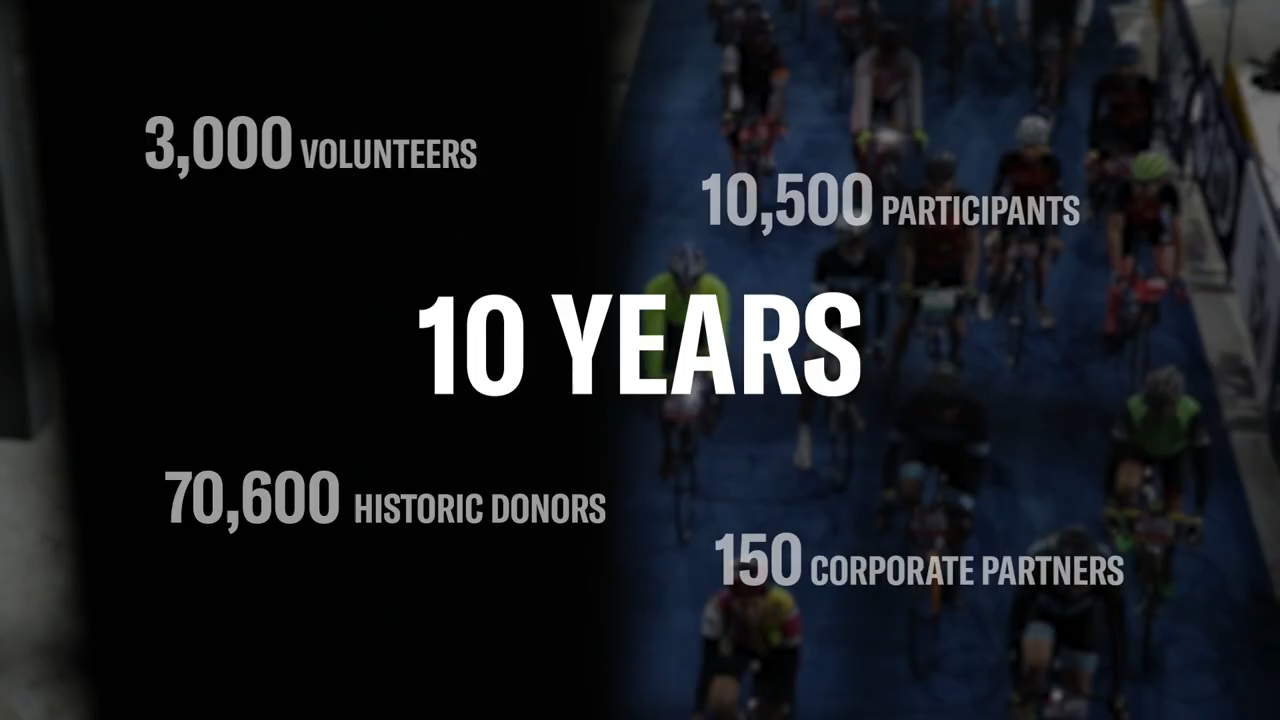 3,000 VOLUNTEERS
10,500 PARTICIPANTS
10 YEARS
70,600 HISTORIC DONORS
150 CORPORATE PARTNERS